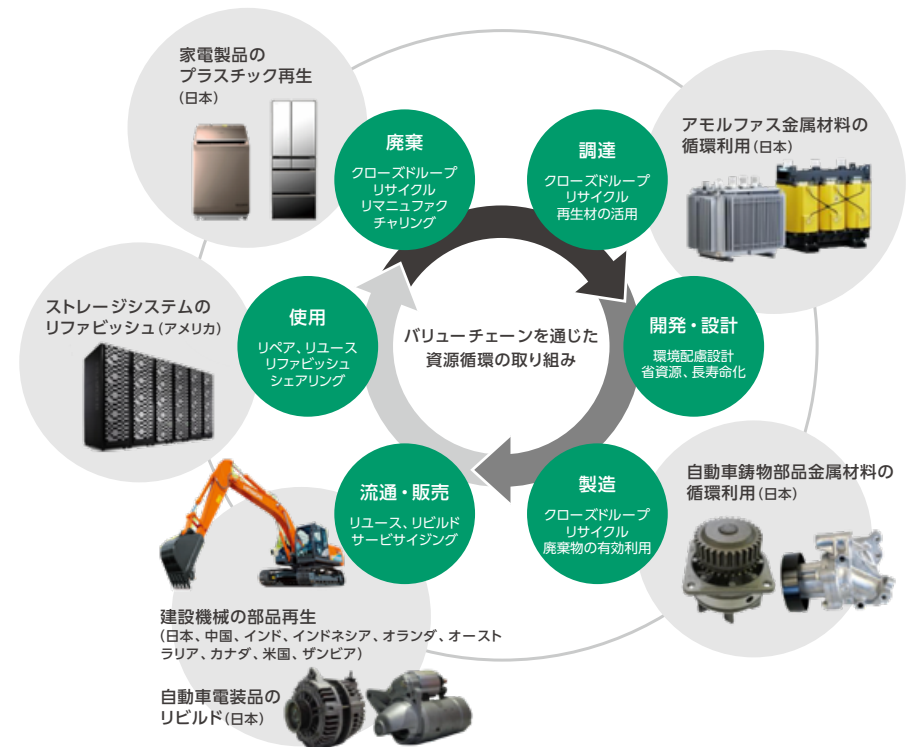 家電製品の
プラスチック再生
(日本)
廃棄
クローズドループ
リサイクル
リマニュファク
チャリング
調達
クローズドループ
リサイクル
再生材の活用
アモルファス金属材料の
循環利用(日本)
ストレージシステムの
リファビッシュ(アメリカ)
使用
リペア、リユース
リファビッシュ
シェアリング
バリューチェーンを通じた
資源循環の取り組み
開発・設計
環境配慮設計
省資源、長寿命化
流通・販売
リユース、リビルド
サービサイジング
製造
クローズドループ
リサイクル
廃棄物の有効利用
自動車鋳物部品金属材料の
循環利用(日本)
建設機械の部品再生
(日本、中国、インド、インドネシア、オランダ、オースト
ラリア、カナダ、米国、ザンビア)
自動車電装品の
リビルド(日本)